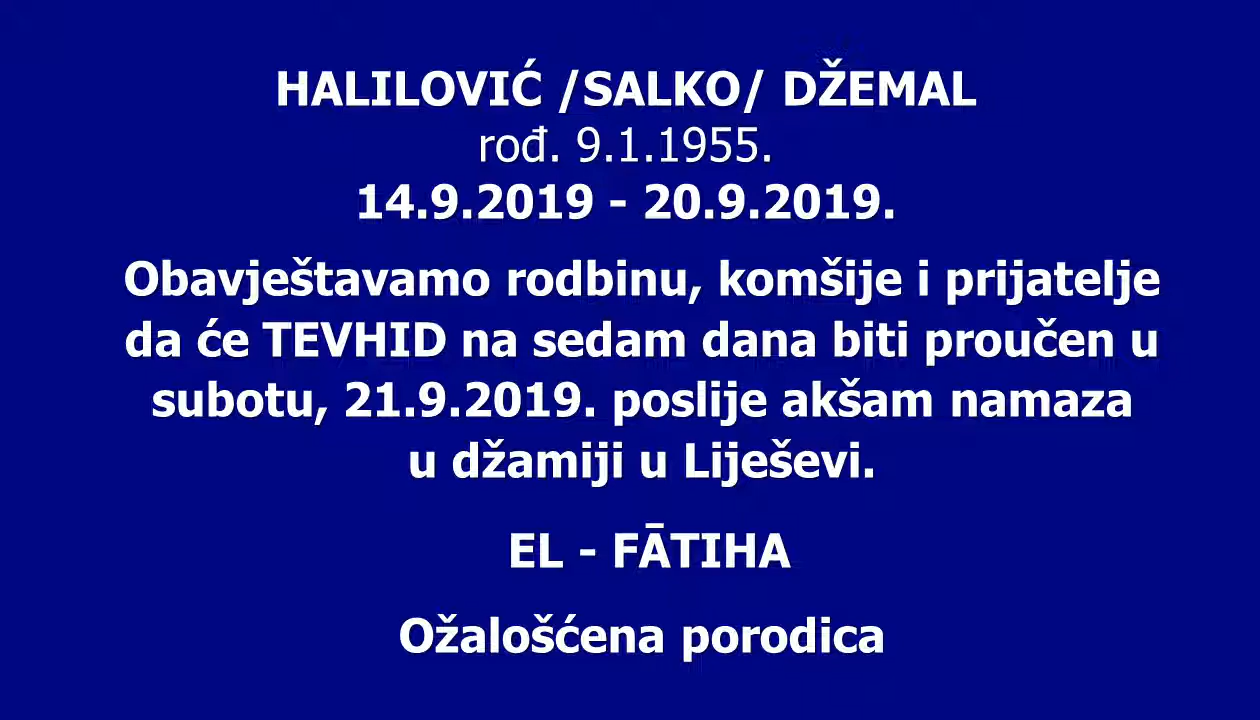 HALILOVIĆ /SALKO/ DŽEMAL
rođ. 9.1.1955.
14.9.2019 - 20.9.2019.
Obavještavamo rodbinu, komšije i prijatelje
da će TEVHID na sedam dana biti proučen u
subotu, 21.9.2019. poslije akšam namaza
u džamiji u Liješevi.
EL - FĀTIHA
Ožalošćena porodica